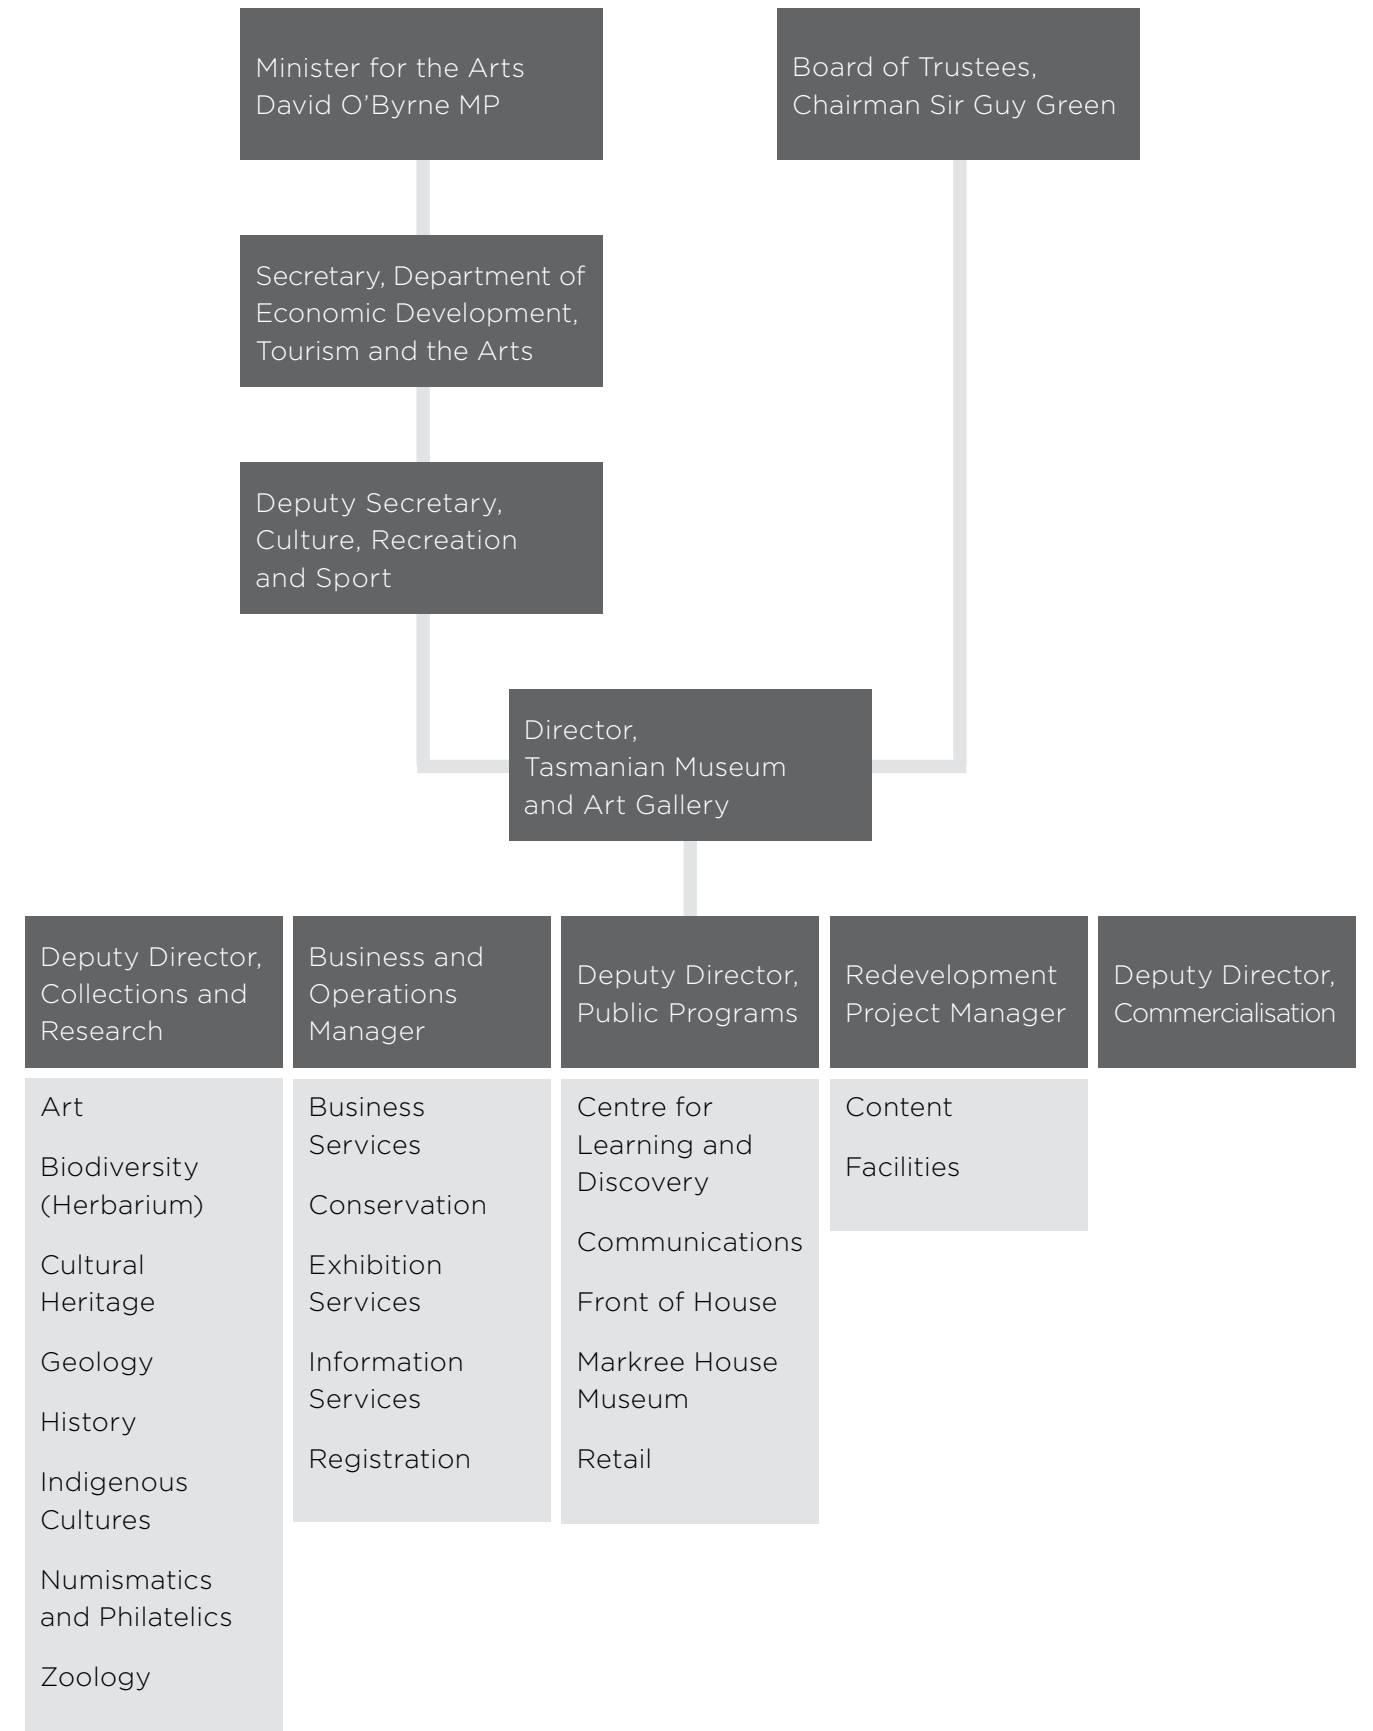 Minister for the Arts
David O'Byrne MP
Board of Trustees,
Chairman Sir Guy Green
Secretary, Department of
Economic Development,
Tourism and the Arts
Deputy Secretary,
Culture, Recreation
and Sport
Director,
Tasmanian Museum
and Art Gallery
Deputy Director,
Collections and
Research
Art
Biodiversity
(Herbarium)
Cultural
Heritage
Geology
History
Indigenous
Cultures
Numismatics
and Philatelics
Zoology
Business and
Operations
Manager
Business
Services
Conservation
Exhibition
Services
Information
Services
Registration
Deputy Director,
Public Programs
Centre for
Learning and
Discovery
Communications
Front of House
Markree House
Museum
Retail
Redevelopment
Project Manager
Content
Facilities
Deputy Director,
Commercialisation